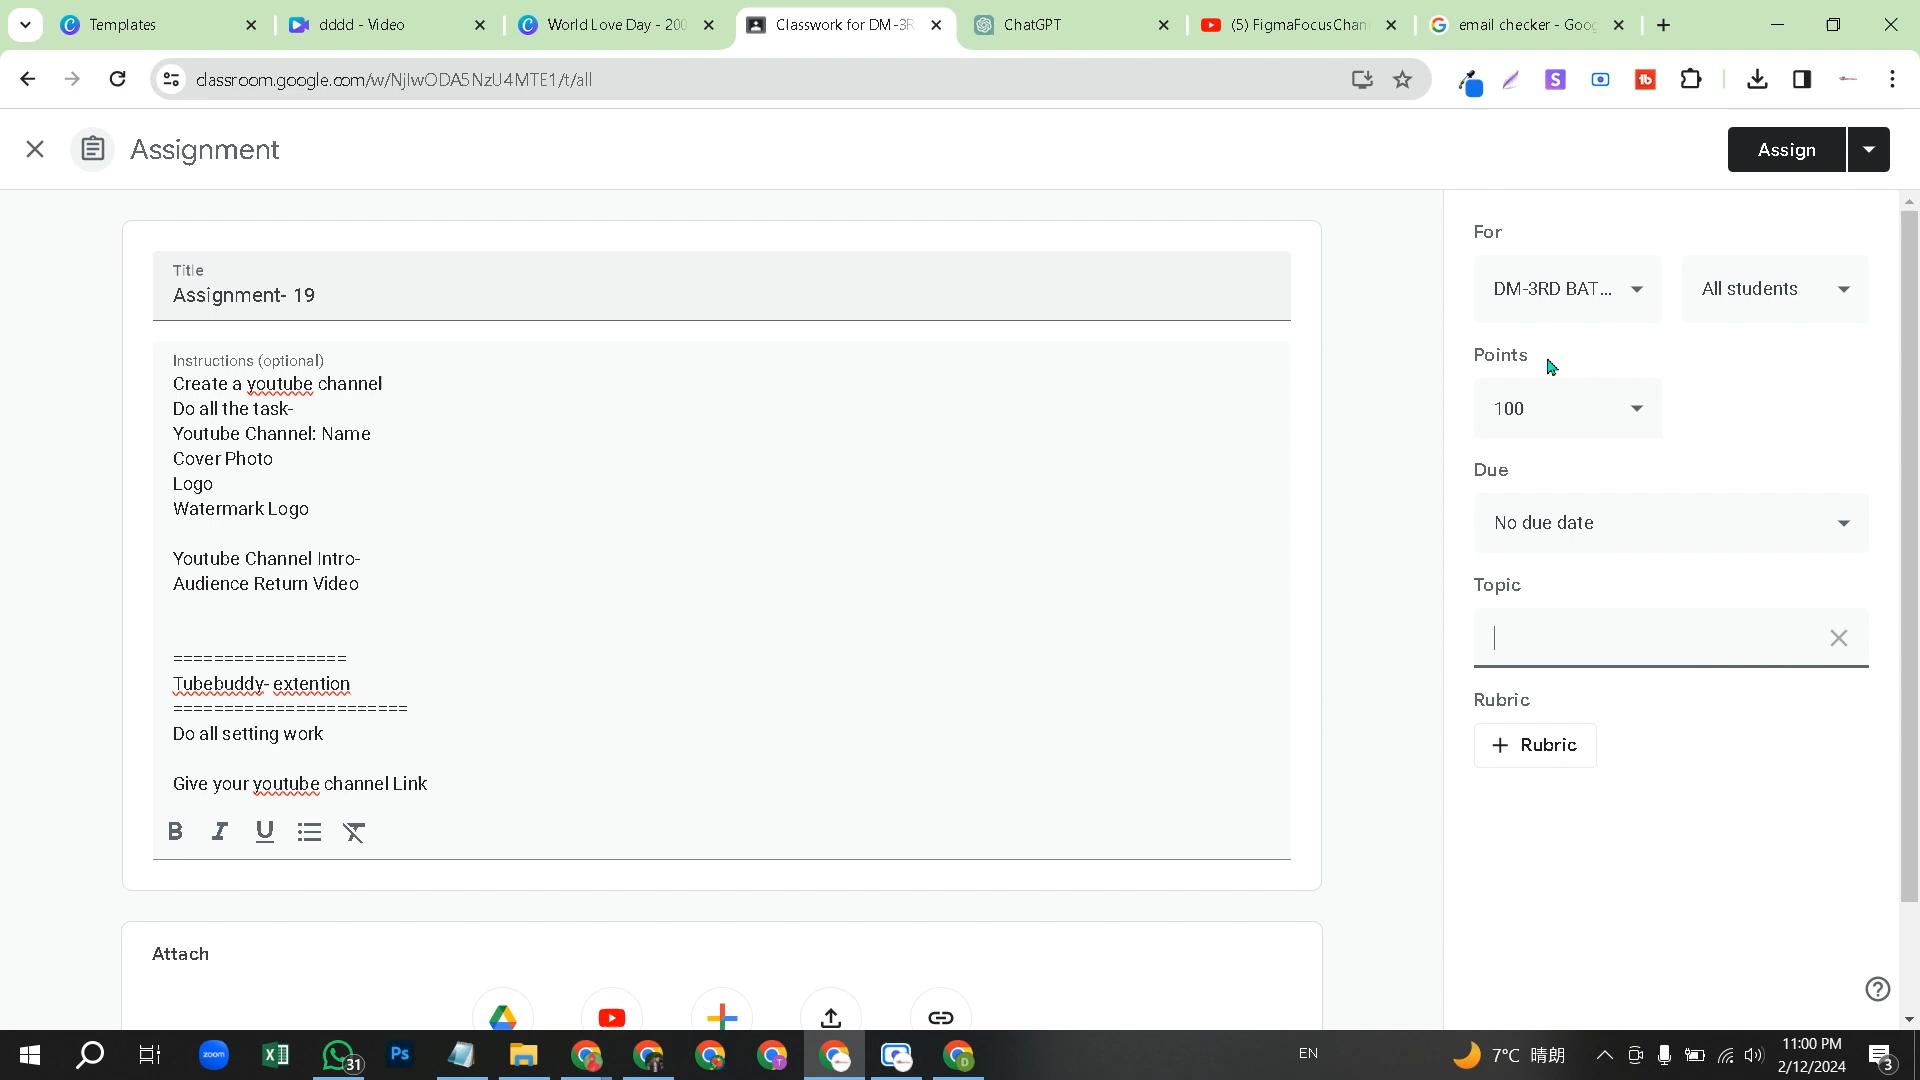 Templates
dddd - Video
World Love Day - 200
Classwork for DM-3R
ChatGPT
(5) FigmaFocusChan
email checker - Goog
classroom.google.com/w/NjIwODA5NzU4MTE1/t/all
Assignment
Assign
Title
Assignment- 19
Instructions (optional)
Create a youtube channel
Do all the task-
Youtube Channel: Name
Cover Photo
Logo
Watermark Logo
Youtube Channel Intro-
Audience Return Video
=================
Tubebuddy- extention
=======================
Do all setting work
Give your youtube channel Link
B I U
For
DM-3RD BAT...
All students
Points
100
Due
No due date
Topic
Rubric
+ Rubric
Attach
zoom
31
Ps
EN
7°C 晴朗
11:00 PM
2/12/2024
3